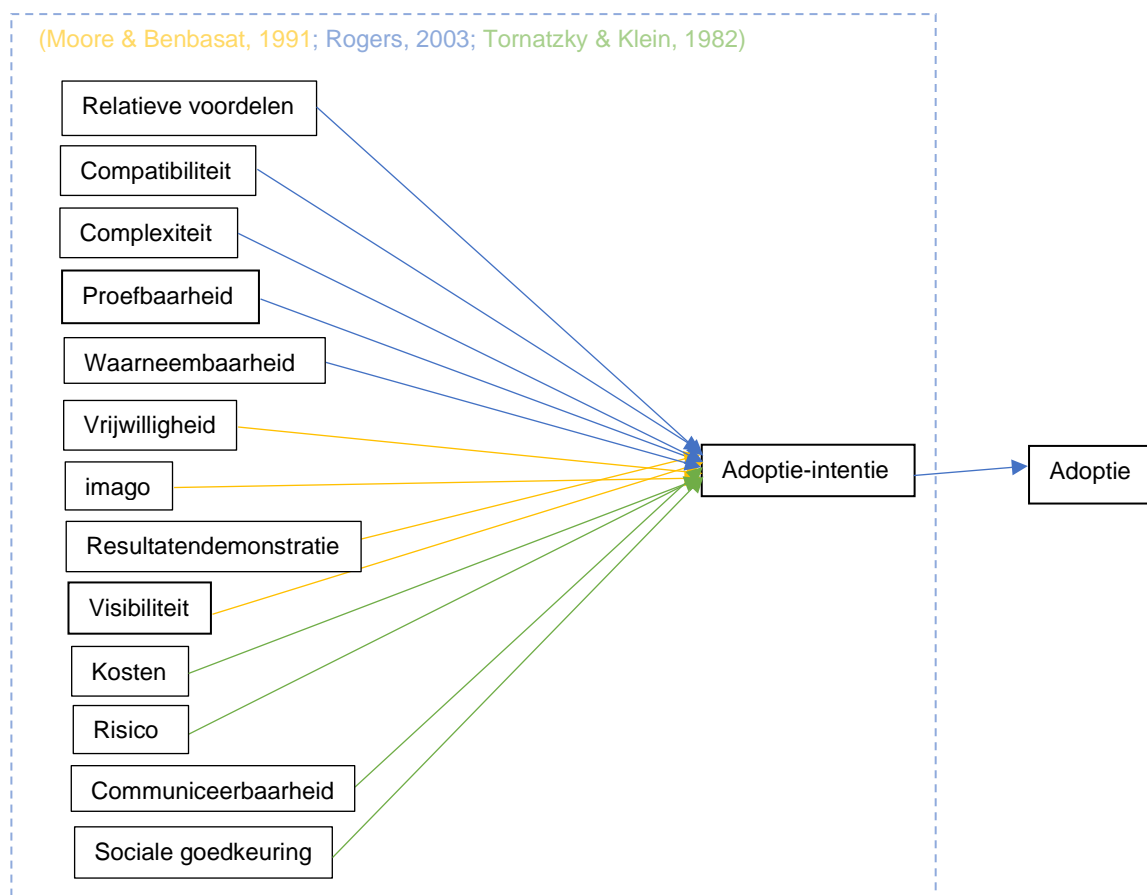 (Moore & Benbasat, 1991; Rogers, 2003; Tornatzky & Klein, 1982)
Relatieve voordelen
Compatibiliteit
Complexiteit
Proefbaarheid
Waarneembaarheid
Vrijwilligheid
imago
Resultatendemonstratie
Visibiliteit
Kosten
Risico
Communiceerbaarheid
Sociale goedkeuring
Adoptie-intentie
Adoptie